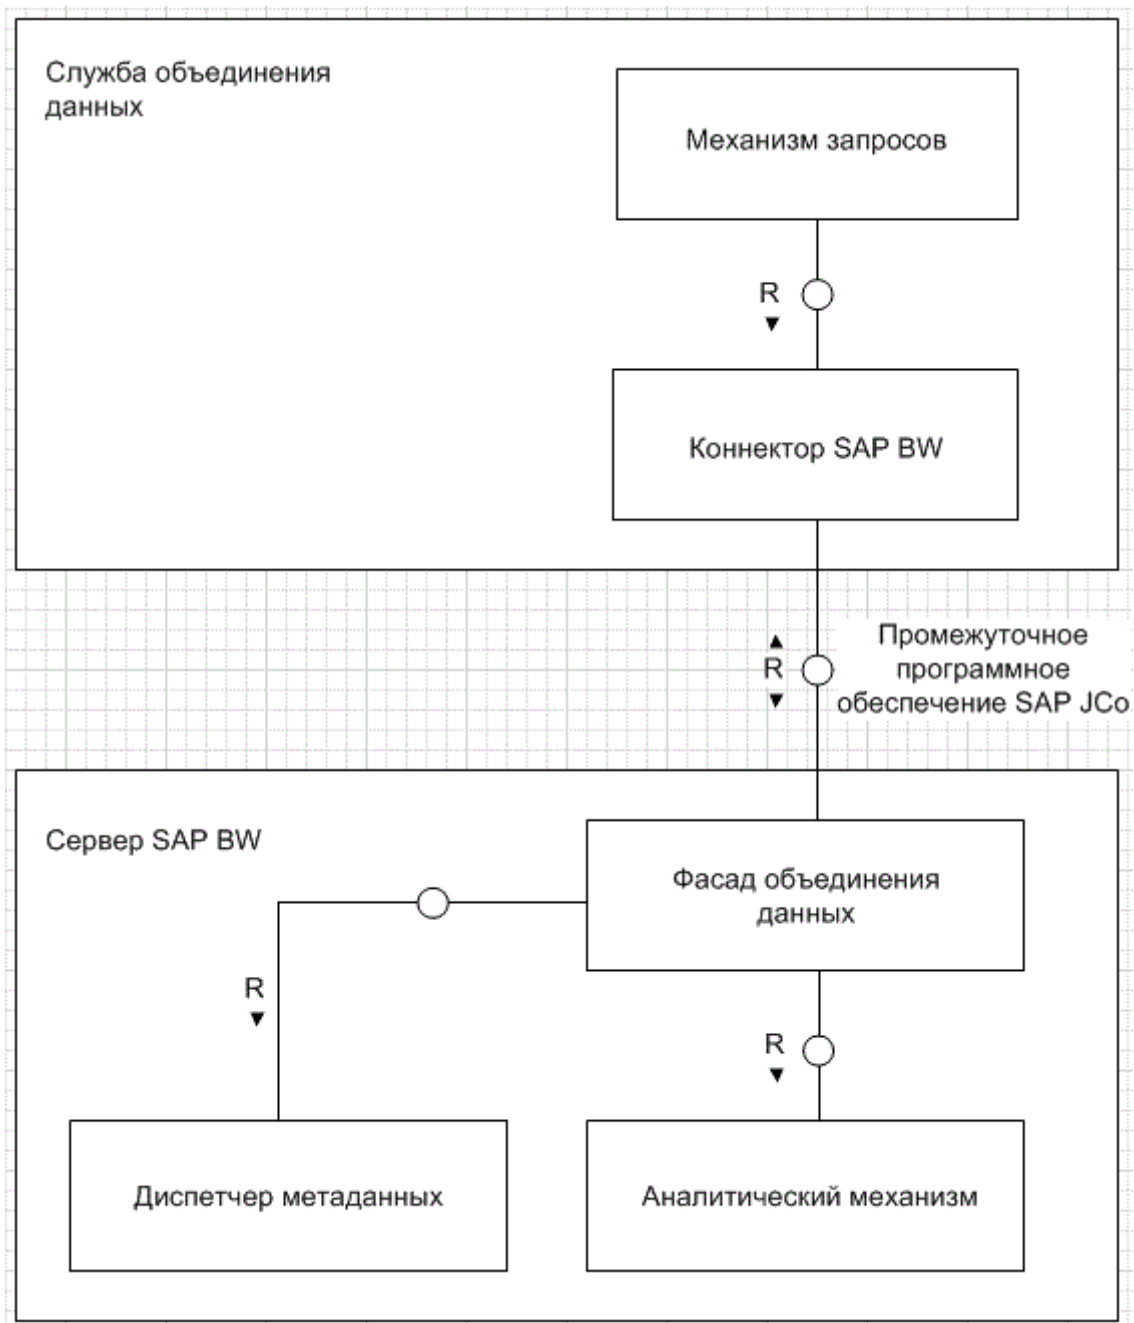 Служба объединения
данных
Механизм запросов
R
▼
Коннектор SAP BW
▲
R
▼
Промежуточное
программное
обеспечение SAP JCo
Сервер SAP BW
Фасад объединения
данных
R
▼
R
▼
Диспетчер метаданных
Аналитический механизм